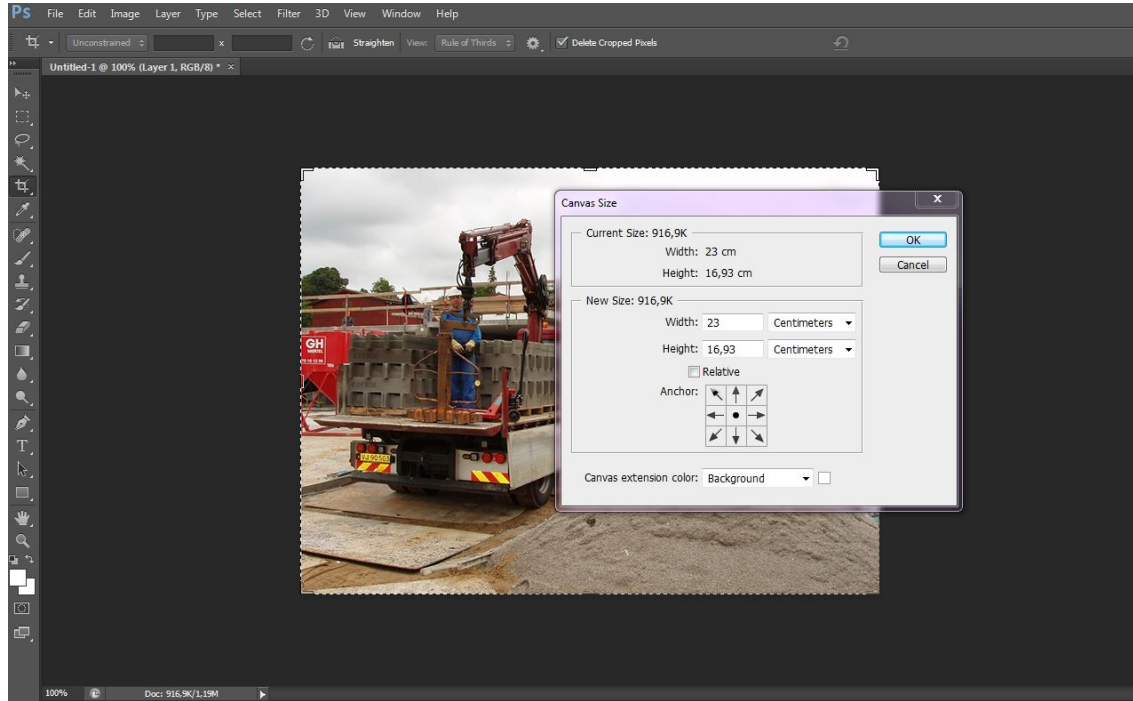 Ps File Edit Image Layer Type Select Filter 3D View Window Help
Unconstrained x Straighten View: Rule of Thirds Delete Cropped Pixels
Untitled-1 @ 100% (Layer 1, RGB/8) * ×
Canvas Size x
Current Size: 916,9K
Width: 23 cm
Height: 16,93 cm
OK
Cancel
New Size: 916,9K
Width: 23 Centimeters
Height: 16,93 Centimeters
Relative
Anchor:
Canvas extension color: Background
GH
MØRTEL
VJ 90503
T
100% Doc: 916,9K/1,19M